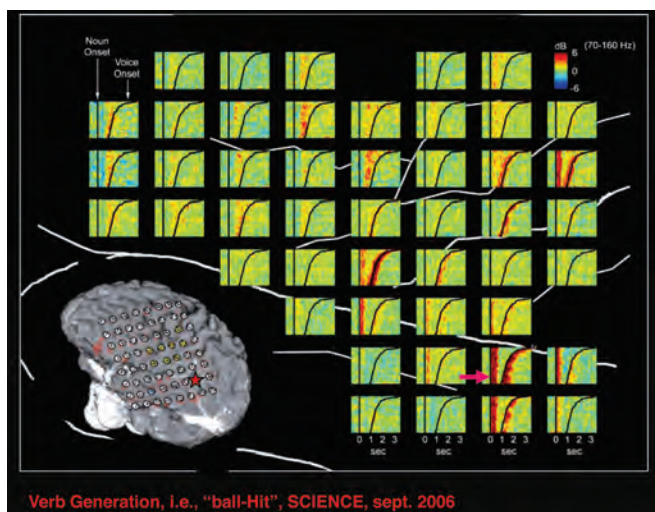 Noun
Onset
Voice
Onset
dB
(70-160 Hz)
6
-6
0 1 2 3
sec
0 1 2 3
sec
0 1 2 3
sec
0 1 2 3
sec
Verb Generation, i.e., “ball-Hit”, SCIENCE, sept. 2006